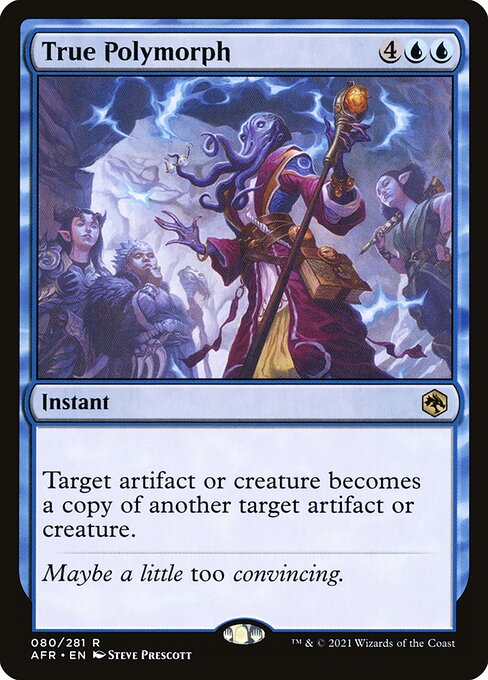 True Polymorph 4
Instant
Target artifact or creature becomes
a copy of another target artifact or
creature.
Maybe a little too convincing.
080/281 R
AFR • EN Steve Prescott
™ & © 2021 Wizards of the Coast